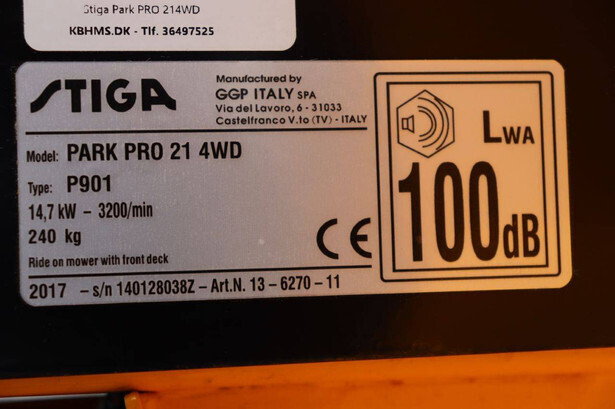 Stiga Park PRO 214WD
KBHMS.DK - Tlf. 36497525
STIGA
Manufactured by
GGP ITALY SPA
Via del Lavoro, 6 - 31033
Castelfranco V.to (TV) - ITALY
Model: PARK PRO 21 4WD
Type: P901
14,7 kW – 3200/min
240 kg
Ride on mower with front deck
CE
2017 – s/n 140128038Z – Art.N. 13 – 6270 – 11
LWA
100dB